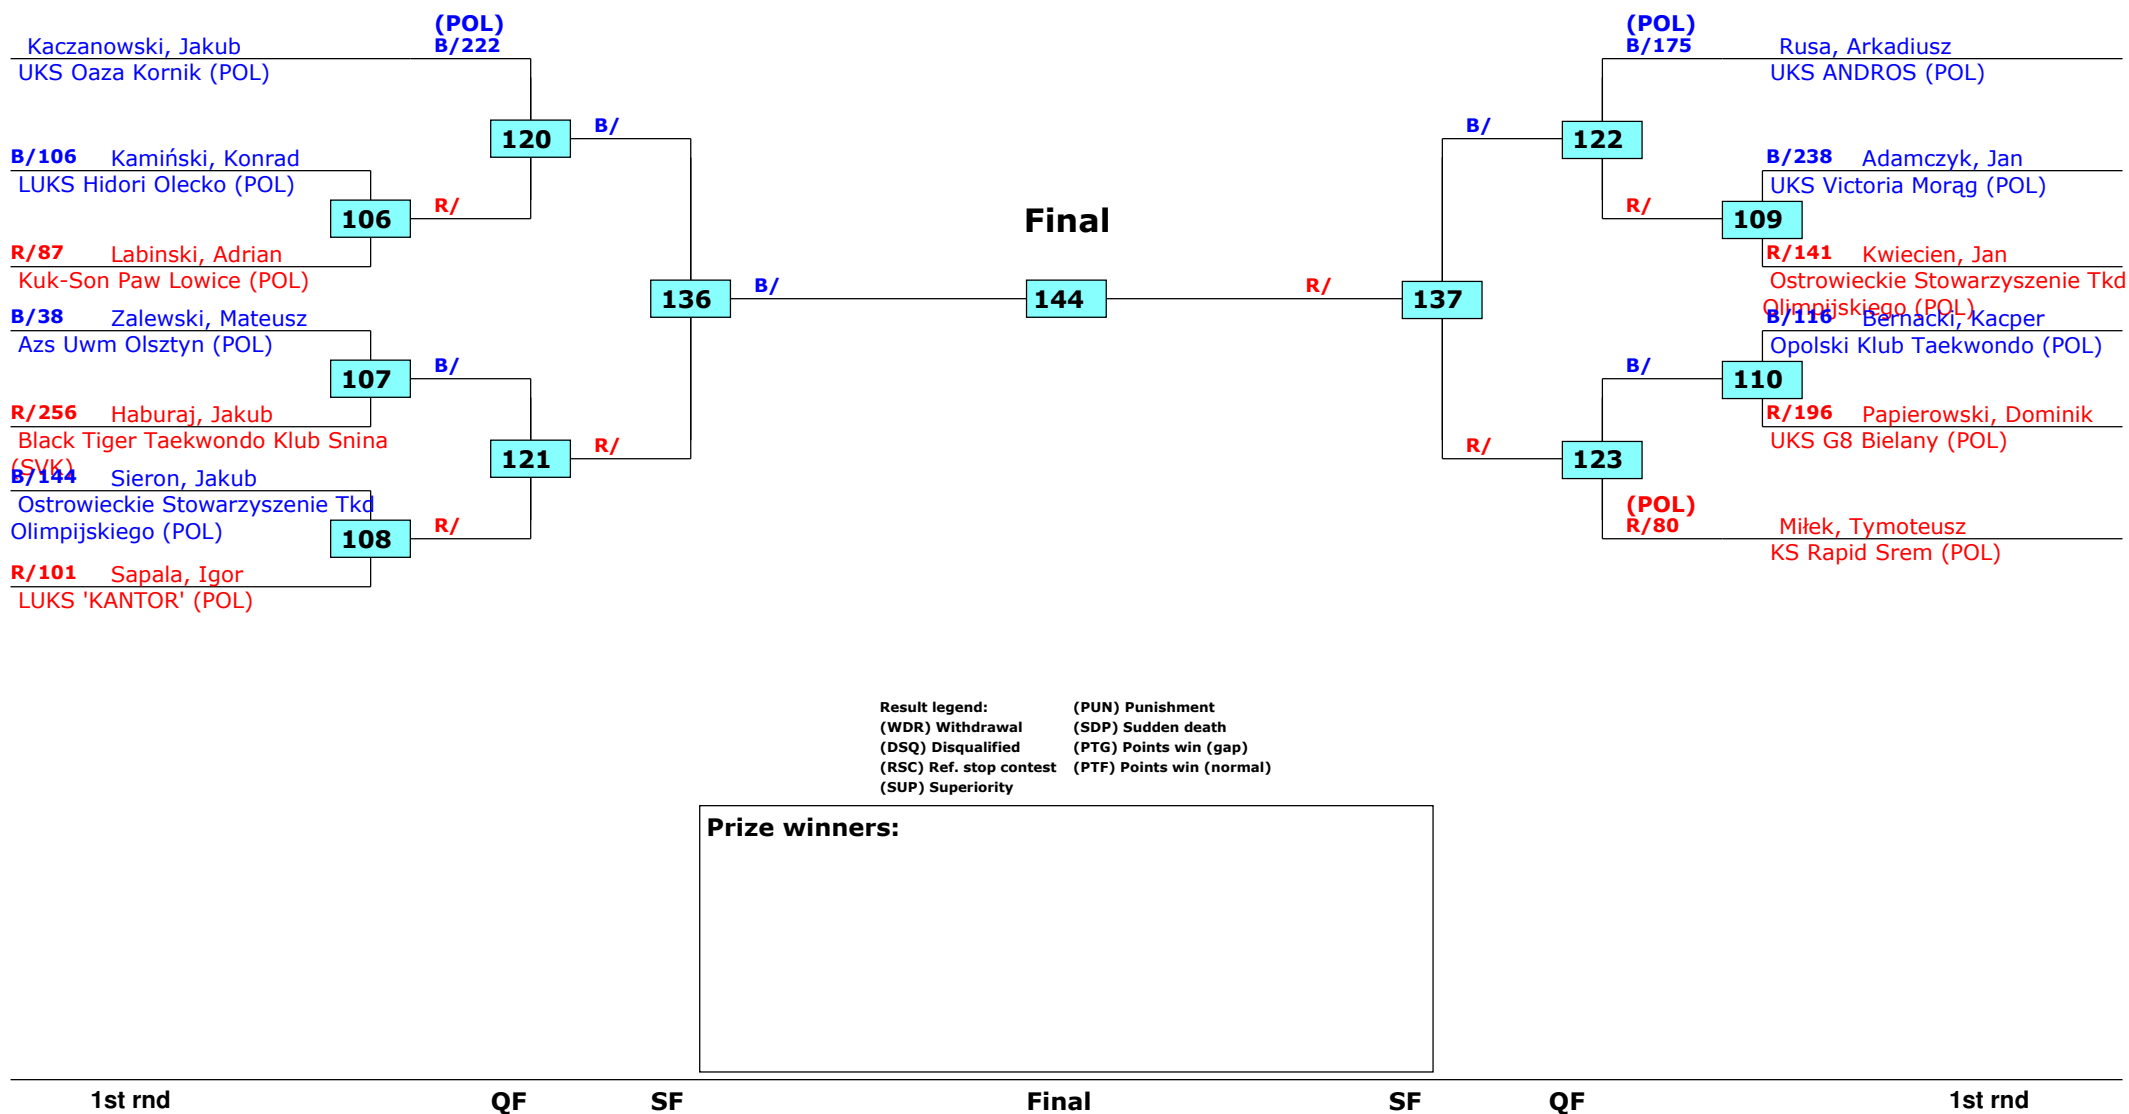 (POL)
B/222
Kaczanowski, Jakub
UKS Oaza Kornik (POL)
120
B/
B/106 Kamiński, Konrad
LUKS Hidori Olecko (POL)
106
R/
R/87 Labinski, Adrian
Kuk-Son Paw Lowice (POL)
136
B/
B/38 Zalewski, Mateusz
Azs Uwm Olsztyn (POL)
107
B/
R/256 Haburaj, Jakub
Black Tiger Taekwondo Klub Snina
(SVK)
121
R/
B/144 Sieron, Jakub
Ostrowieckie Stowarzyszenie Tkd
Olimpijskiego (POL)
108
R/
R/101 Sapala, Igor
LUKS 'KANTOR' (POL)
Final
144
(POL)
B/175 Rusa, Arkadiusz
UKS ANDROS (POL)
B/
122
B/238 Adamczyk, Jan
UKS Victoria Morąg (POL)
R/
109
R/141 Kwiecien, Jan
Ostrowieckie Stowarzyszenie Tkd
Olimpijskiego (POL)
R/
137
B/116 Bernacki, Kacper
Opolski Klub Taekwondo (POL)
B/
110
R/196 Papierowski, Dominik
UKS G8 Bielany (POL)
R/
123
(POL)
R/80 Miłek, Tymoteusz
KS Rapid Srem (POL)
Result legend:
(WDR) Withdrawal
(DSQ) Disqualified
(RSC) Ref. stop contest
(SUP) Superiority
(PUN) Punishment
(SDP) Sudden death
(PTG) Points win (gap)
(PTF) Points win (normal)
Prize winners:
1st rnd QF SF Final SF QF 1st rnd